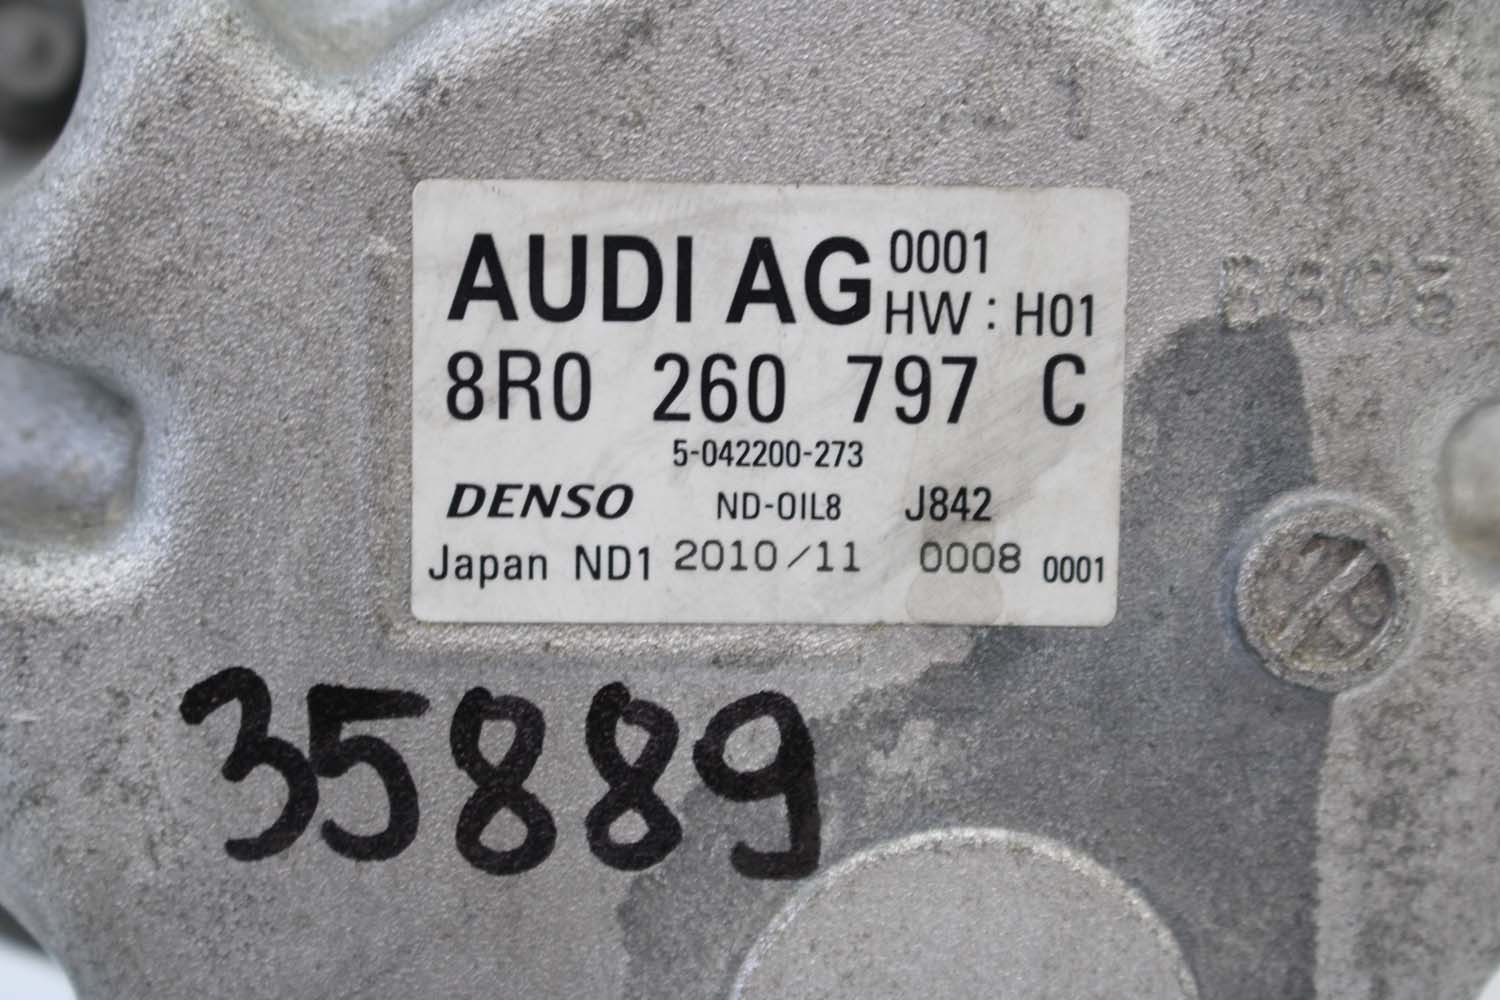 AUDI AG 0001
HW : H01
8R0 260 797 C
5-042200-273
DENSO ND-OIL8 J842
Japan ND1 2010/11 0008 0001
35889